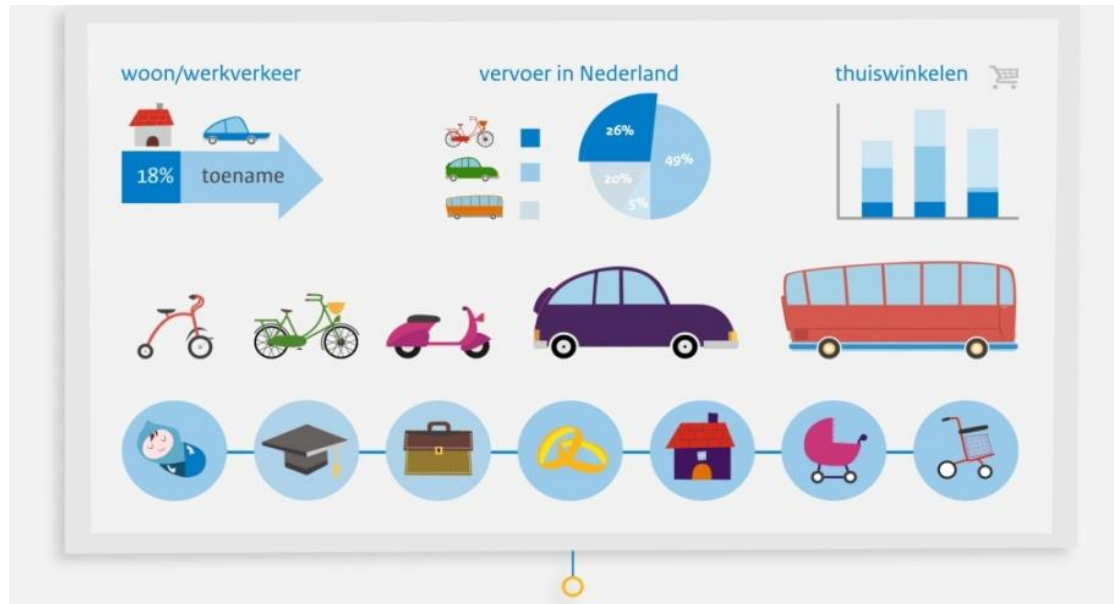 woon/werkverkeer
18% toename
vervoer in Nederland
26%
49%
20%
5%
thuiswinkelen